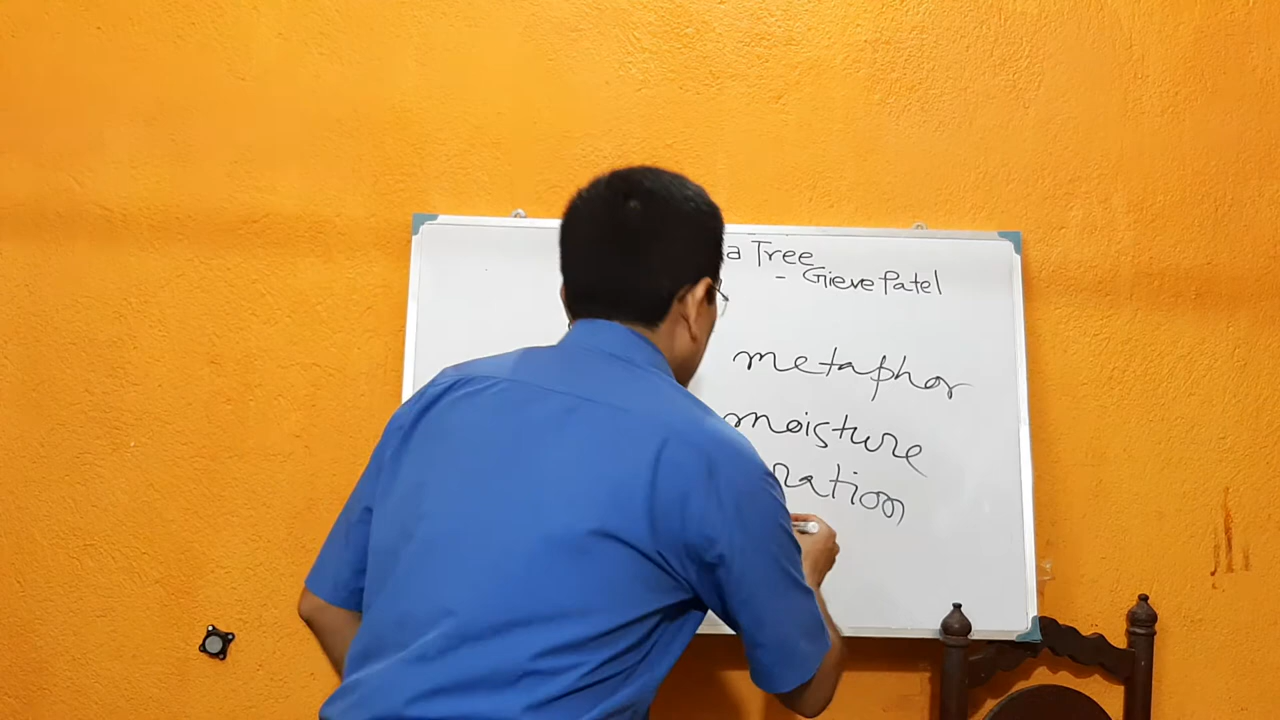 a Tree
- Gieve Patel
metaphor
moisture
ration